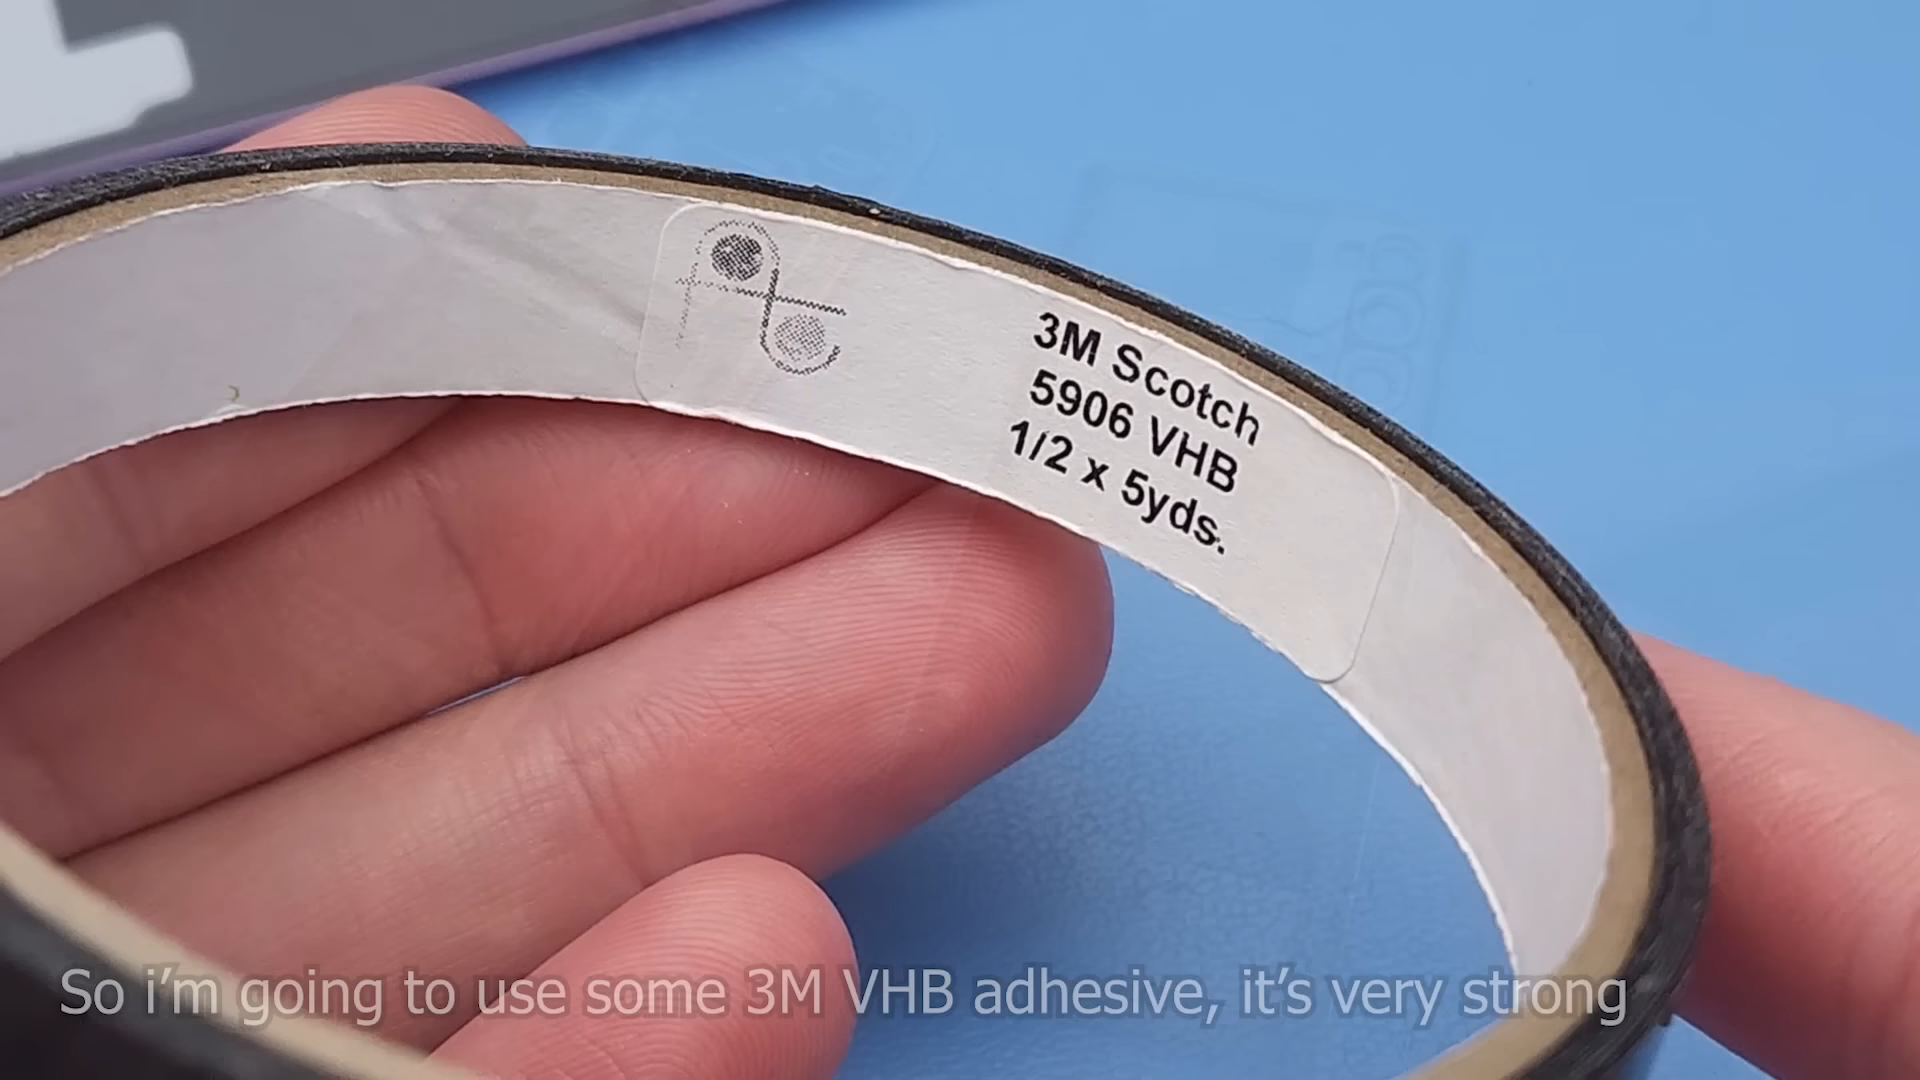 3M Scotch
5906 VHB
1/2 x 5yds.
So i’m going to use some 3M VHB adhesive, it’s very strong